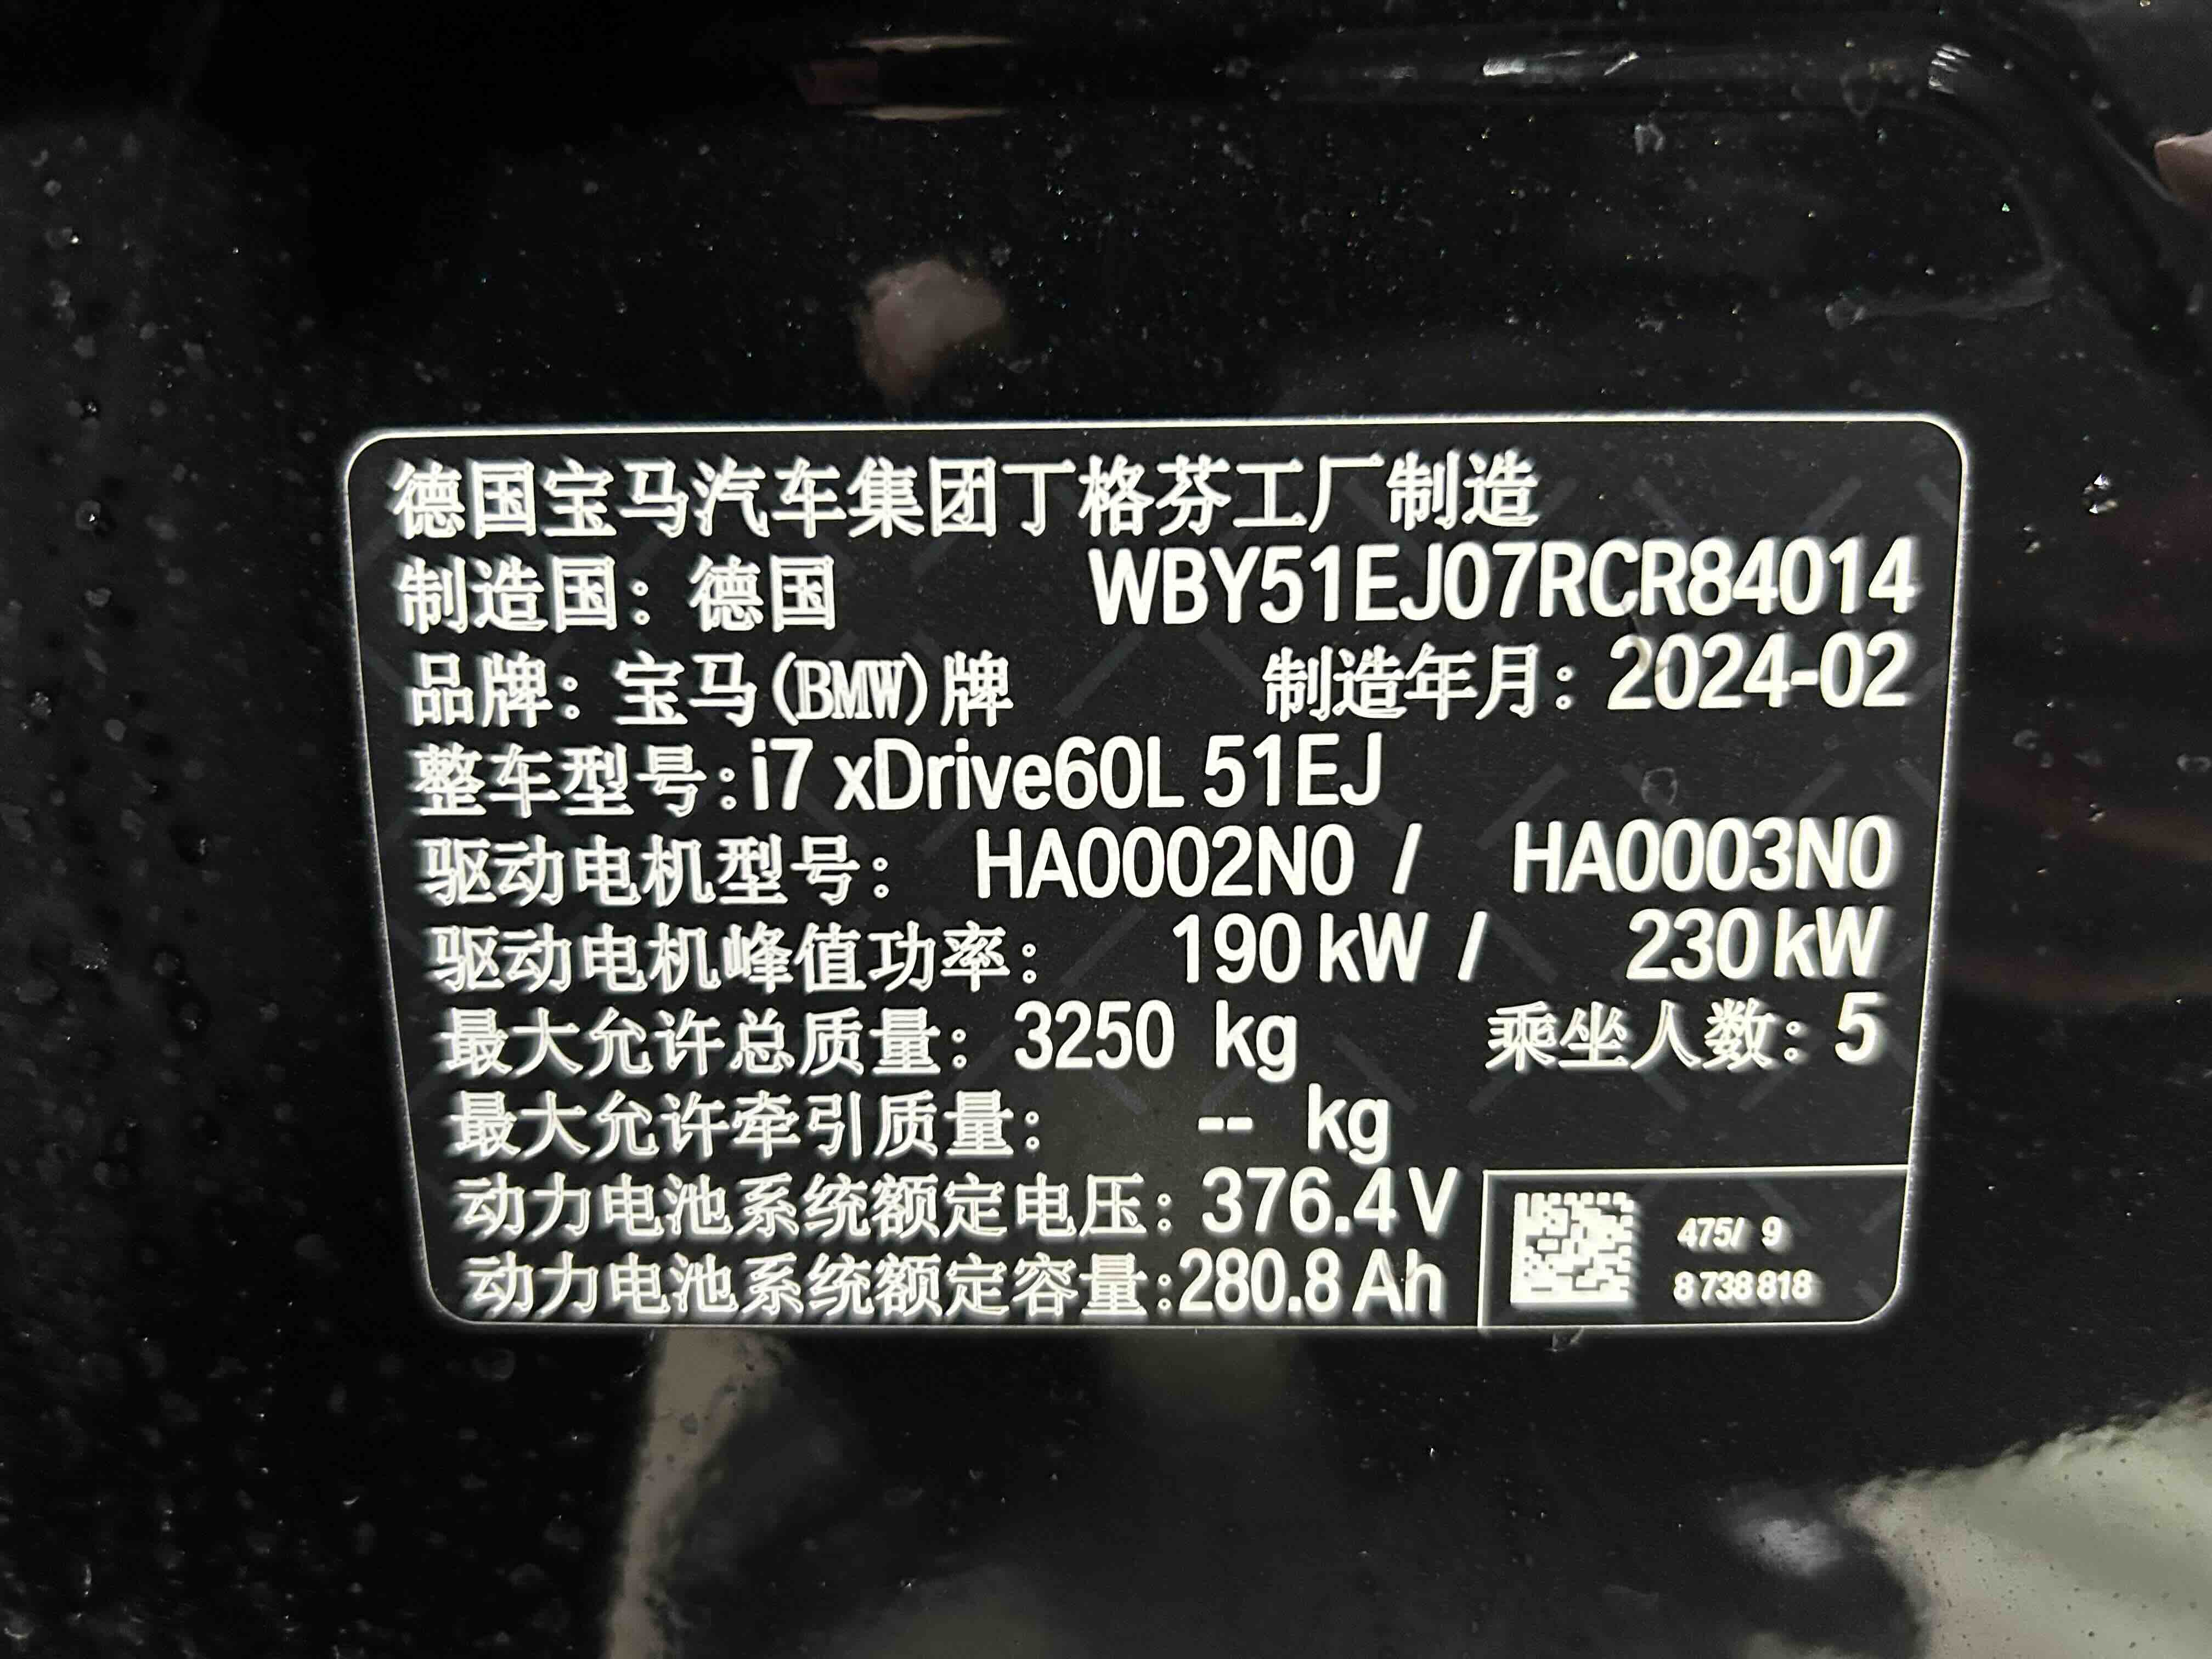 德国宝马汽车集团丁格芬工厂制造
制造国：德国 WBY51EJ07RCR84014
品牌：宝马(BMW)牌 制造年月：2024-02
整车型号:i7 xDrive60L 51EJ
驱动电机型号： HA0002N0 / HA0003N0
驱动电机峰值功率： 190 kW / 230 kW
最大允许总质量：3250 kg 乘坐人数：5
最大允许牵引质量： -- kg
动力电池系统额定电压：376.4 V
动力电池系统额定容量:280.8 Ah
475/ 9
8 738 818